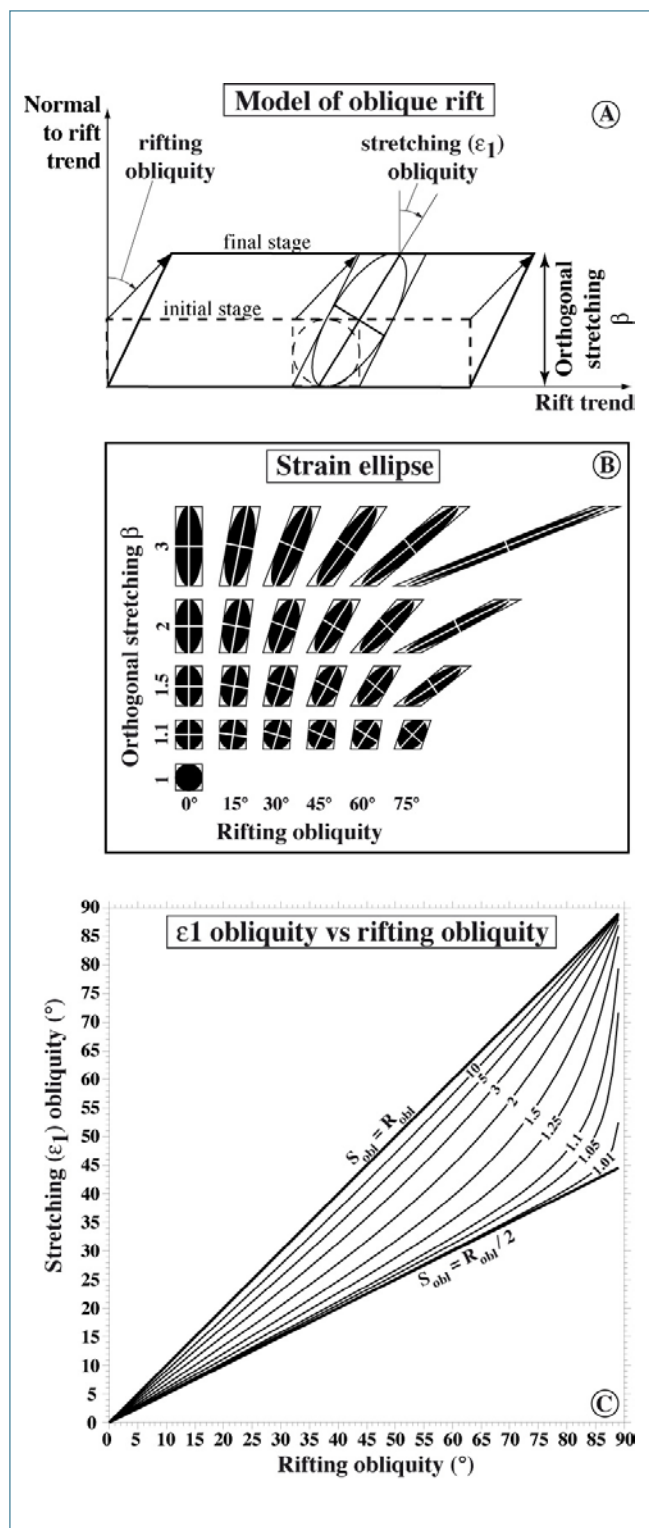 Model of oblique rift
A
Normal
to rift
trend
rifting
obliquity
stretching (ε1)
obliquity
final stage
initial stage
Orthogonal
stretching
β
Rift trend
B
Strain ellipse
Orthogonal stretching β
3
2
1.5
1.1
1
0° 15° 30° 45° 60° 75°
Rifting obliquity
ε1 obliquity vs rifting obliquity
Stretching (ε1) obliquity (°)
90
85
80
75
70
65
60
55
50
45
40
35
30
25
20
15
10
5
0
S obl = R obl
10
5
3
2
1.5
1.25
1.1
1.05
1.01
S obl = R obl / 2
C
0 5 10 15 20 25 30 35 40 45 50 55 60 65 70 75 80 85 90
Rifting obliquity (°)